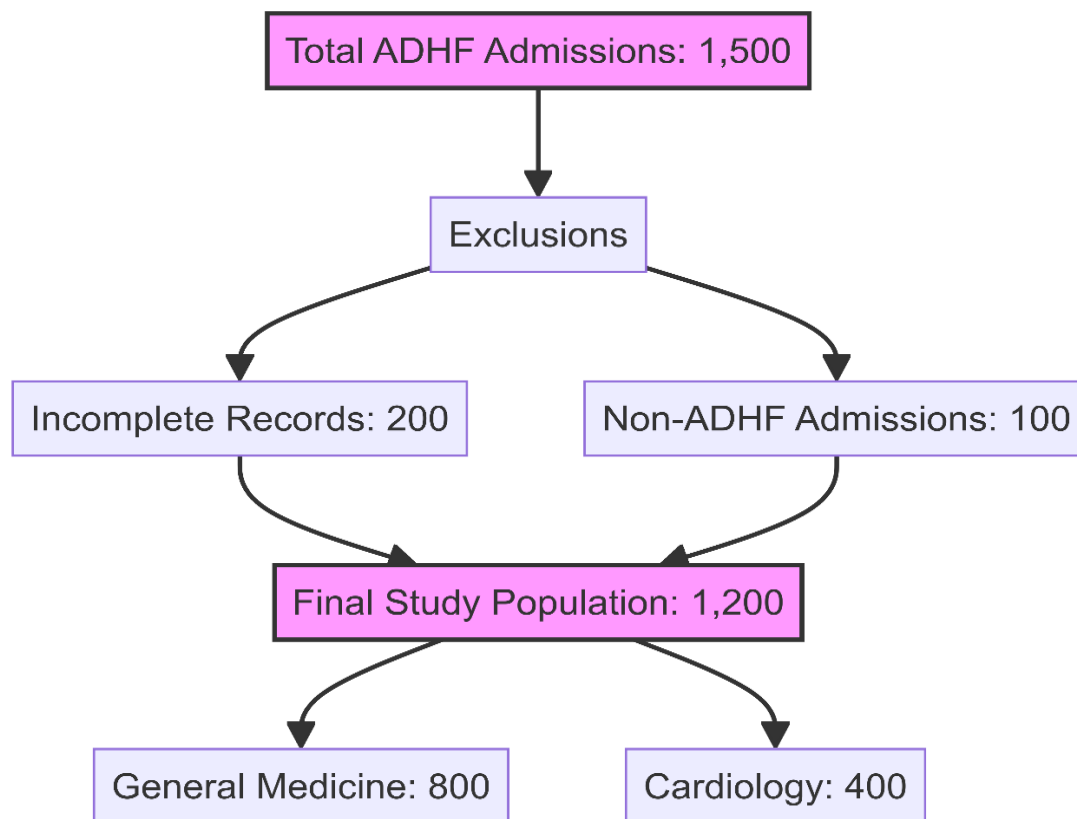 Total ADHF Admissions: 1,500
Exclusions
Incomplete Records: 200
Non-ADHF Admissions: 100
Final Study Population: 1,200
General Medicine: 800
Cardiology: 400